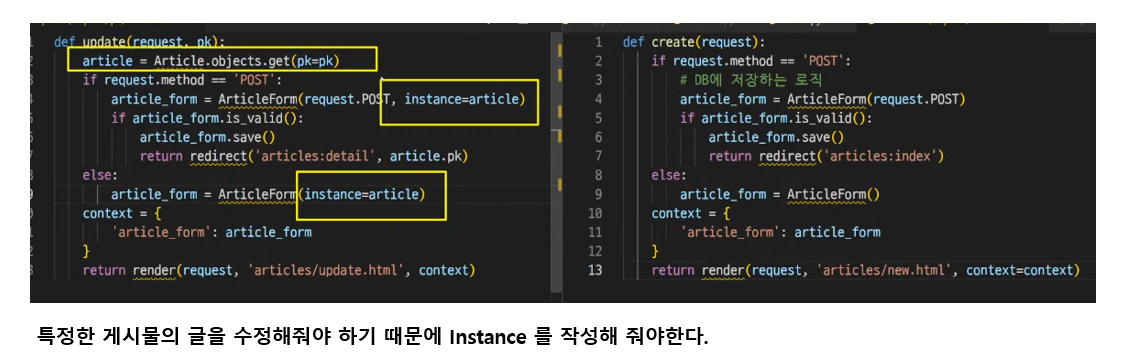 def update(request, pk):
article = Article.objects.get(pk=pk)
if request.method == 'POST':
article_form = ArticleForm(request.POST, instance=article)
if article_form.is_valid():
article_form.save()
return redirect('articles:detail', article.pk)
else:
article_form = ArticleForm(instance=article)
context = {
'article_form': article_form
}
return render(request, 'articles/update.html', context)
1 def create(request):
2 if request.method == 'POST':
3 # DB에 저장하는 로직
4 article_form = ArticleForm(request.POST)
5 if article_form.is_valid():
6 article_form.save()
7 return redirect('articles:index')
8 else:
9 article_form = ArticleForm()
10 context = {
11 'article_form': article_form
12 }
13 return render(request, 'articles/new.html', context=context)
특정한 게시물의 글을 수정해줘야 하기 때문에 Instance 를 작성해 줘야한다.